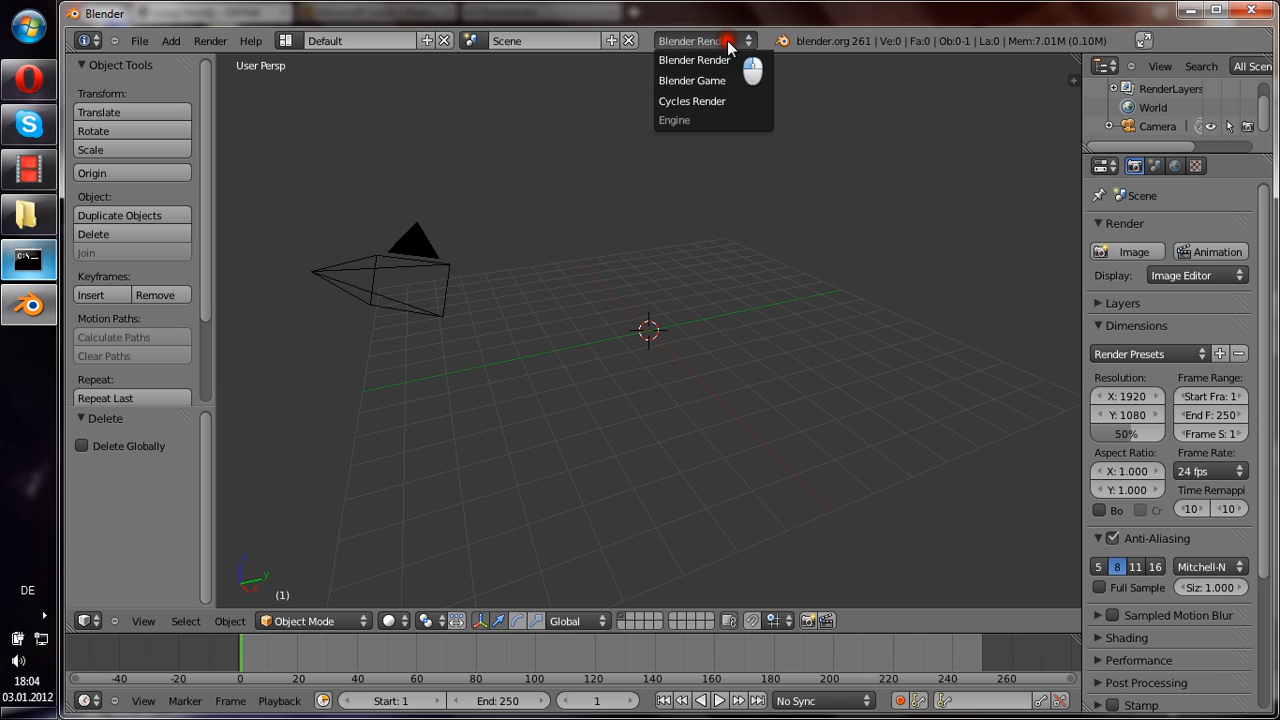 Blender
File Add Render Help
Default
Scene
Blender Rend
blender.org 261 | Ve:0 | Fa:0 | Ob:0-1 | La:0 | Mem:7.01M (0.10M)
Blender Render
Blender Game
Cycles Render
Engine
Object Tools
Transform:
Translate
Rotate
Scale
Origin
Object:
Duplicate Objects
Delete
Join
Keyframes:
Insert Remove
Motion Paths:
Calculate Paths
Clear Paths
Repeat:
Repeat Last
Delete
Delete Globally
User Persp
z
y
x
(1)
View Select Object Object Mode Global
-40 -20 0 20 40 60 80 100 120 140 160 180 200 220 240 260
View Marker Frame Playback Start: 1 End: 250 1 No Sync
View Search All Scen
RenderLayers
World
Camera
Scene
Render
Image Animation
Display: Image Editor
Layers
Dimensions
Render Presets
Resolution: Frame Range:
X: 1920 Start Fra: 1
Y: 1080 End F: 250
50% Frame S: 1
Aspect Ratio: Frame Rate:
X: 1.000 24 fps
Y: 1.000 Time Remappi
Bo Cr 10 10
Anti-Aliasing
5 8 11 16 Mitchell-N
Full Sample Siz: 1.000
Sampled Motion Blur
Shading
Performance
Post Processing
Stamp
C:\_
DE
18:04
03.01.2012